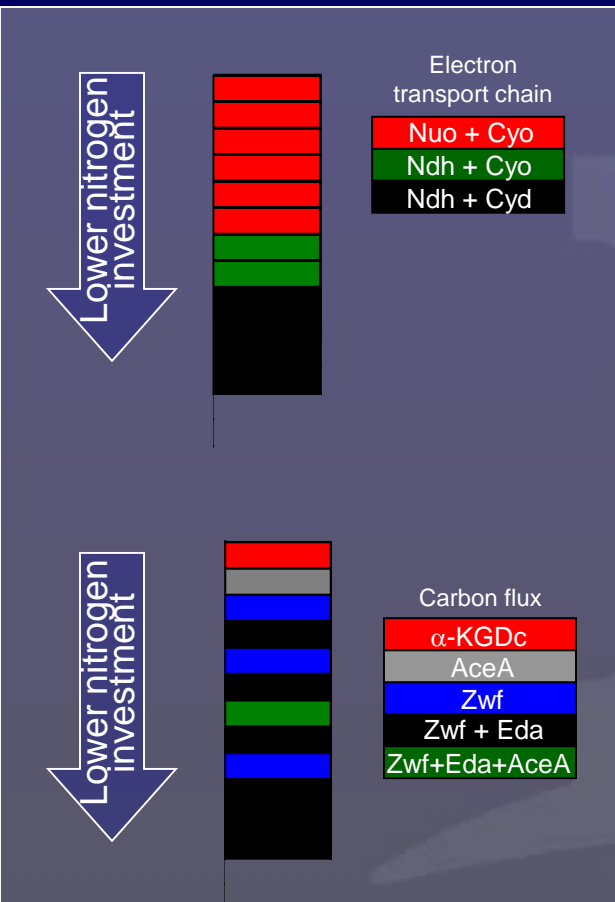 Lower nitrogen
investment
Electron
transport chain
Nuo + Cyo
Ndh + Cyo
Ndh + Cyd
Lower nitrogen
investment
Carbon flux
α-KGDc
AceA
Zwf
Zwf + Eda
Zwf+Eda+AceA